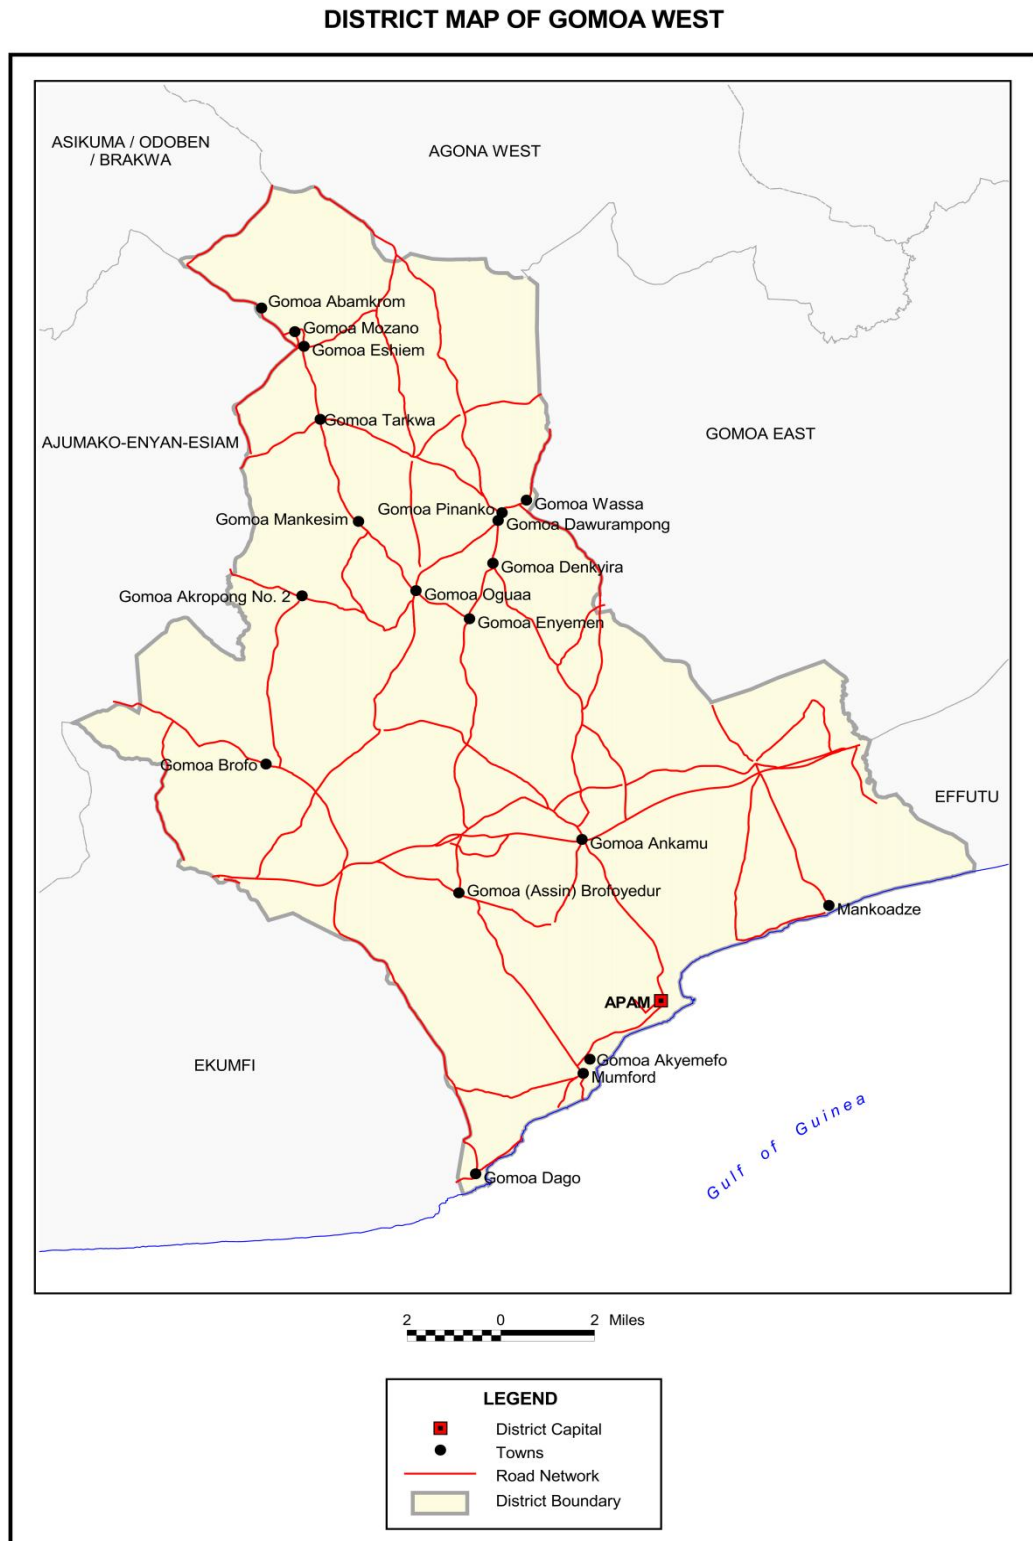 DISTRICT MAP OF GOMOA WEST
ASIKUMA / ODOBEN
/ BRAKWA
AGONA WEST
Gomoa Abamkrom
Gomoa Mozano
Gomoa Eshiem
Gomoa Tarkwa
AJUMAKO-ENYAN-ESIAM
GOMOA EAST
Gomoa Wassa
Gomoa Pinanko
Gomoa Mankesim
Gomoa Dawurampong
Gomoa Denkyira
Gomoa Akropong No. 2
Gomoa Oguaa
Gomoa Enyemen
Gomoa Brofo
EFFUTU
Gomoa Ankamu
Gomoa (Assin) Brofoyedur
Mankoadze
APAM
EKUMFI
Gomoa Akyemefo
Mumford
Gulf of Guinea
Gomoa Dago
2 0 2 Miles
LEGEND
District Capital
Towns
Road Network
District Boundary